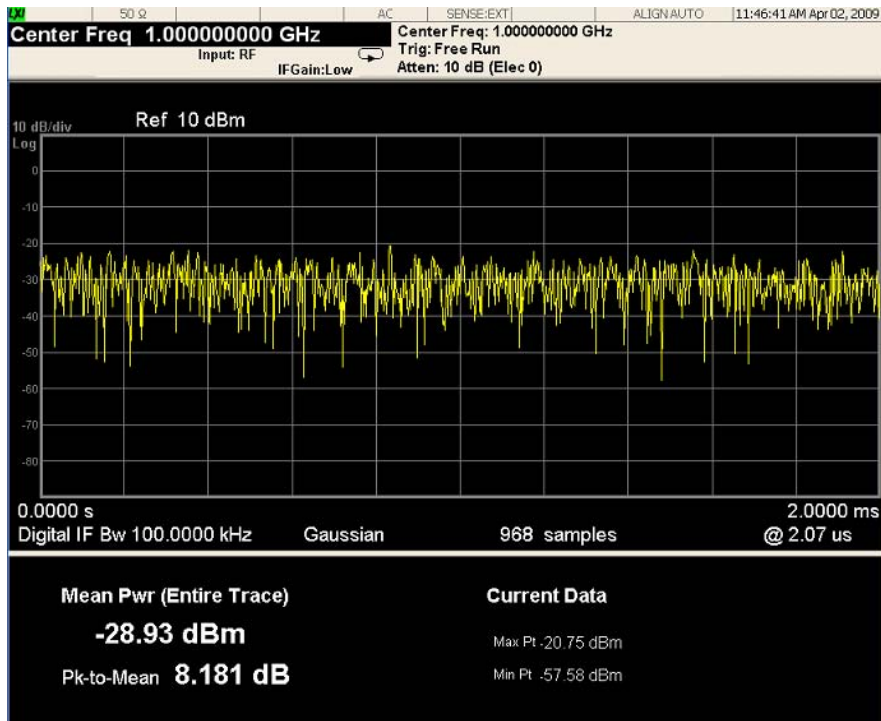 LXI 50 Ω AC SENSE:EXT ALIGN AUTO 11:46:41 AM Apr 02, 2009
Center Freq 1.000000000 GHz
Input: RF
IFGain:Low
Center Freq: 1.000000000 GHz
Trig: Free Run
Atten: 10 dB (Elec 0)
10 dB/div
Log
Ref 10 dBm
0
-10
-20
-30
-40
-50
-60
-70
-80
0.0000 s 2.0000 ms
Digital IF Bw 100.0000 kHz Gaussian 968 samples @ 2.07 us
Mean Pwr (Entire Trace)
-28.93 dBm
Pk-to-Mean 8.181 dB
Current Data
Max Pt -20.75 dBm
Min Pt -57.58 dBm